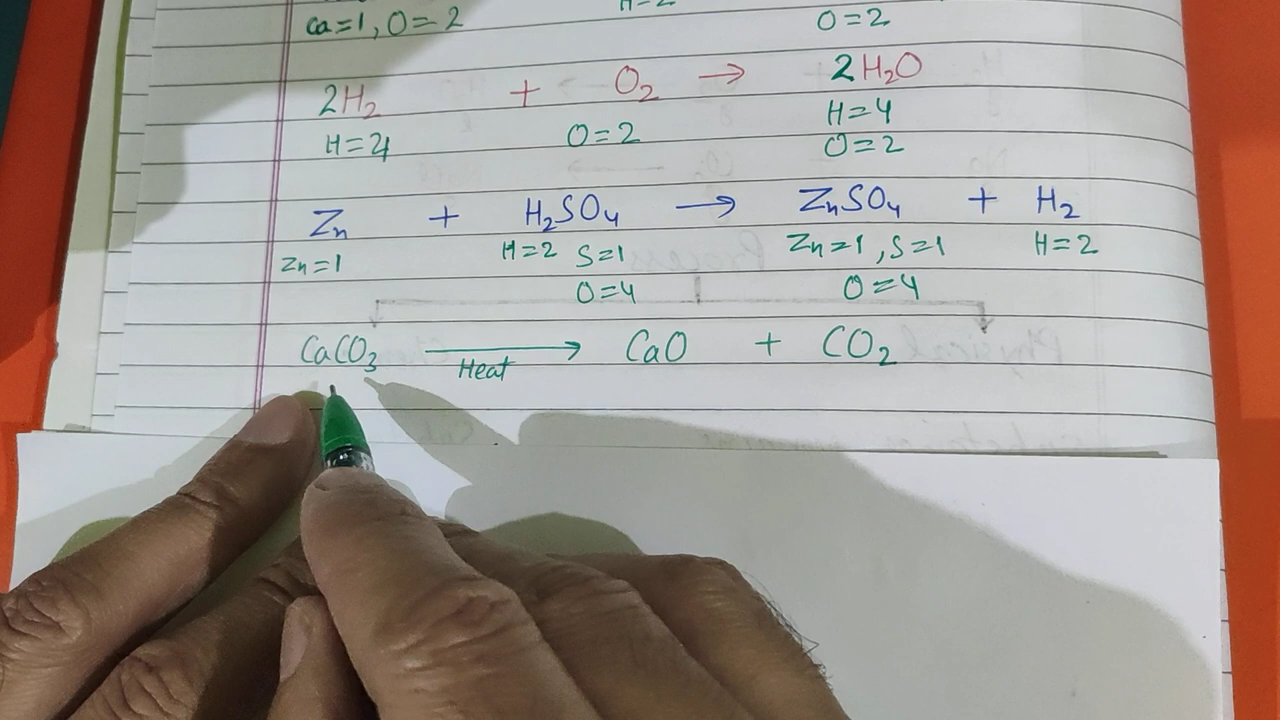 H=2
Ca=1, O=2 O=2
2H₂ + O₂ → 2H₂O
H=4 O=2 H=4
O=2
Zn + H₂SO₄ → ZnSO₄ + H₂
Zn=1 H=2 S=1 Zn=1, S=1 H=2
O=4 O=4
CaCO₃ → CaO + CO₂
Heat